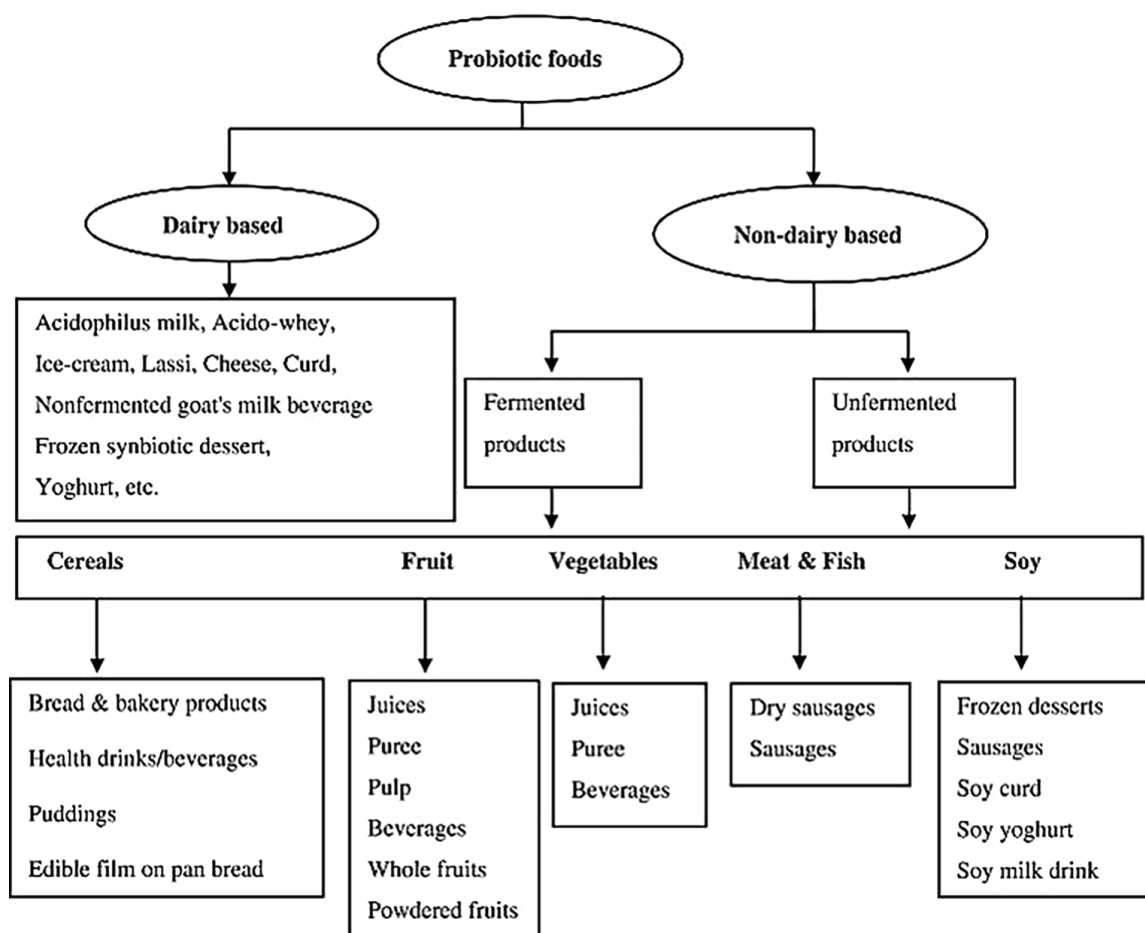 Probiotic foods
Dairy based
Non-dairy based
Acidophilus milk, Acido-whey,
Ice-cream, Lassi, Cheese, Curd,
Nonfermented goat's milk beverage
Frozen synbiotic dessert,
Yoghurt, etc.
Fermented
products
Unfermented
products
Cereals
Fruit
Vegetables
Meat & Fish
Soy
Bread & bakery products
Health drinks/beverages
Puddings
Edible film on pan bread
Juices
Puree
Pulp
Beverages
Whole fruits
Powdered fruits
Juices
Puree
Beverages
Dry sausages
Sausages
Frozen desserts
Sausages
Soy curd
Soy yoghurt
Soy milk drink